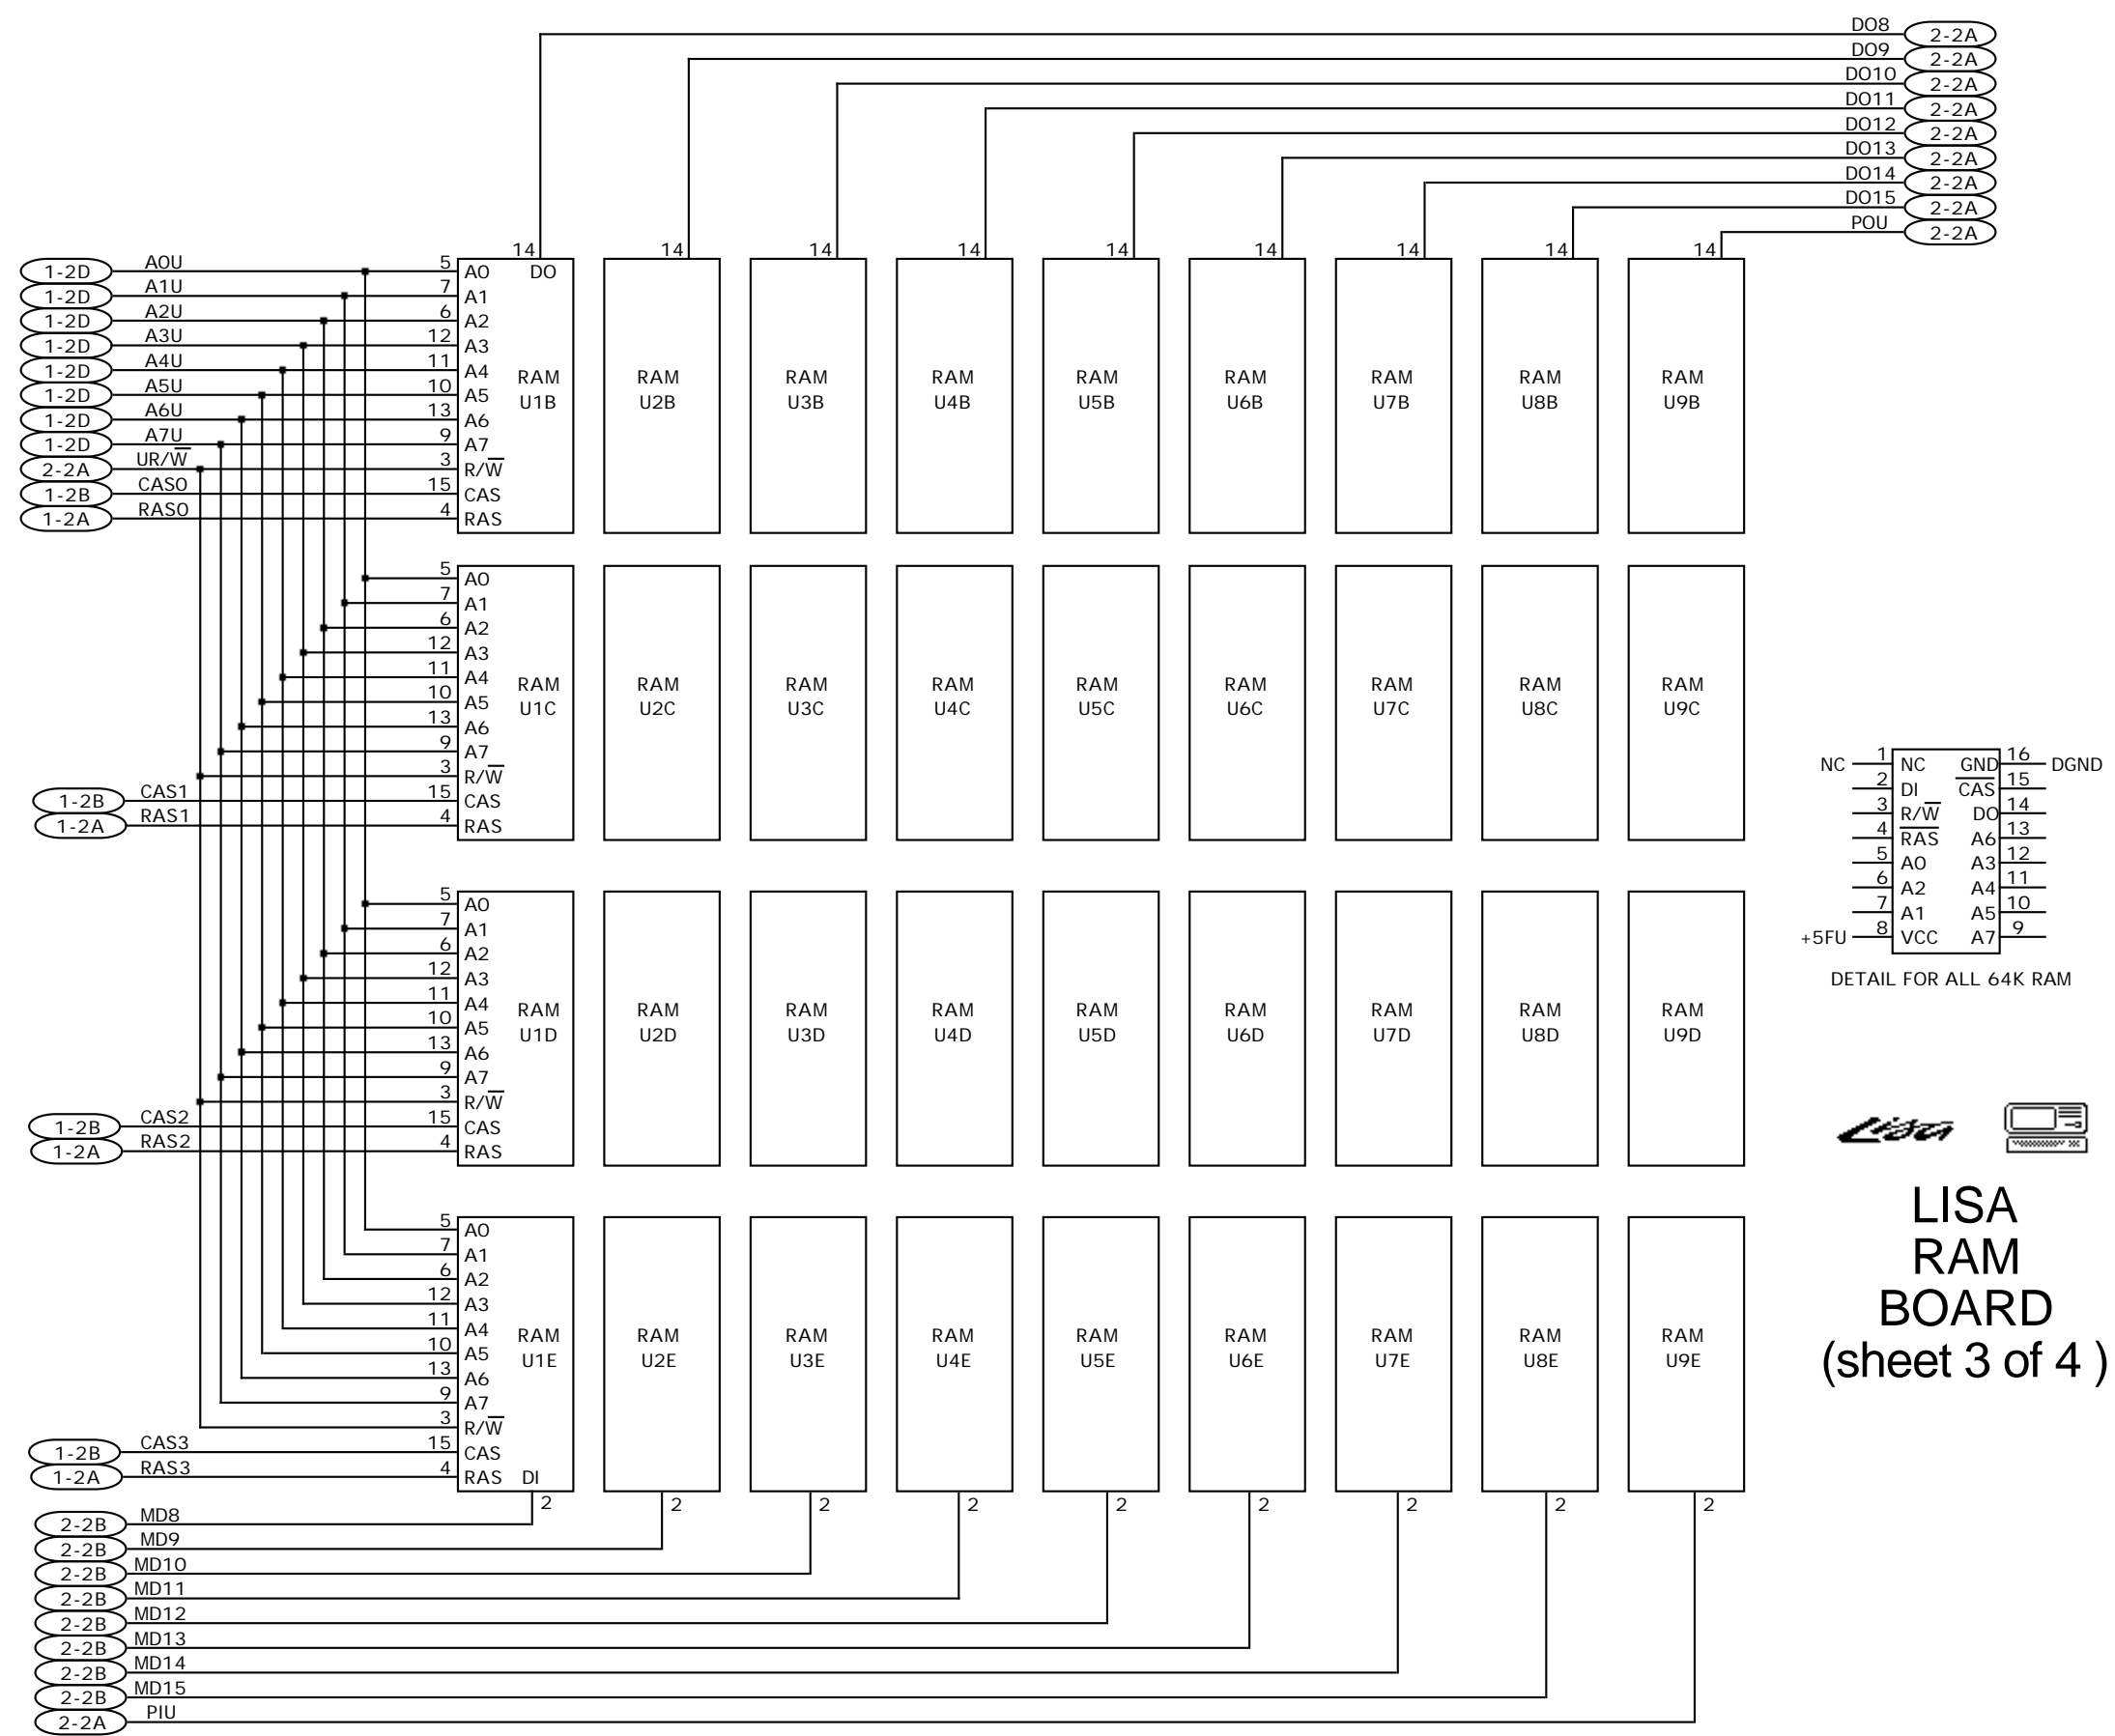 DO8 2-2A
DO9 2-2A
DO10 2-2A
DO11 2-2A
DO12 2-2A
DO13 2-2A
DO14 2-2A
DO15 2-2A
POU 2-2A
14 14 14 14 14 14 14 14 14
1-2D A0U 5 A0 DO
1-2D A1U 7 A1
1-2D A2U 6 A2
1-2D A3U 12 A3
1-2D A4U 11 A4
RAM RAM RAM RAM RAM RAM RAM RAM RAM
1-2D A5U 10 A5
U1B U2B U3B U4B U5B U6B U7B U8B U9B
1-2D A6U 13 A6
1-2D A7U 9 A7
2-2A UR/W̅ 3 R/W̅
1-2B CAS0 15 CAS
1-2A RAS0 4 RAS
5 A0
7 A1
6 A2
12 A3
11 A4
RAM RAM RAM RAM RAM RAM RAM RAM RAM
10 A5
U1C U2C U3C U4C U5C U6C U7C U8C U9C
13 A6
9 A7
3 R/W̅
1-2B CAS1 15 CAS
1-2A RAS1 4 RAS
NC 1 NC GND 16 DGND
2 DI C̅A̅S̅ 15
3 R/W̅ DO 14
4 R̅A̅S̅ A6 13
5 A0 A3 12
6 A2 A4 11
7 A1 A5 10
+5FU 8 VCC A7 9
DETAIL FOR ALL 64K RAM
5 A0
7 A1
6 A2
12 A3
11 A4
RAM RAM RAM RAM RAM RAM RAM RAM RAM
10 A5
U1D U2D U3D U4D U5D U6D U7D U8D U9D
13 A6
9 A7
3 R/W̅
1-2B CAS2 15 CAS
1-2A RAS2 4 RAS
Lisa
LISA
RAM
BOARD
(sheet 3 of 4 )
5 A0
7 A1
6 A2
12 A3
11 A4
RAM RAM RAM RAM RAM RAM RAM RAM RAM
10 A5
U1E U2E U3E U4E U5E U6E U7E U8E U9E
13 A6
9 A7
3 R/W̅
1-2B CAS3 15 CAS
1-2A RAS3 4 RAS DI
2 2 2 2 2 2 2 2 2
2-2B MD8
2-2B MD9
2-2B MD10
2-2B MD11
2-2B MD12
2-2B MD13
2-2B MD14
2-2B MD15
2-2A PIU